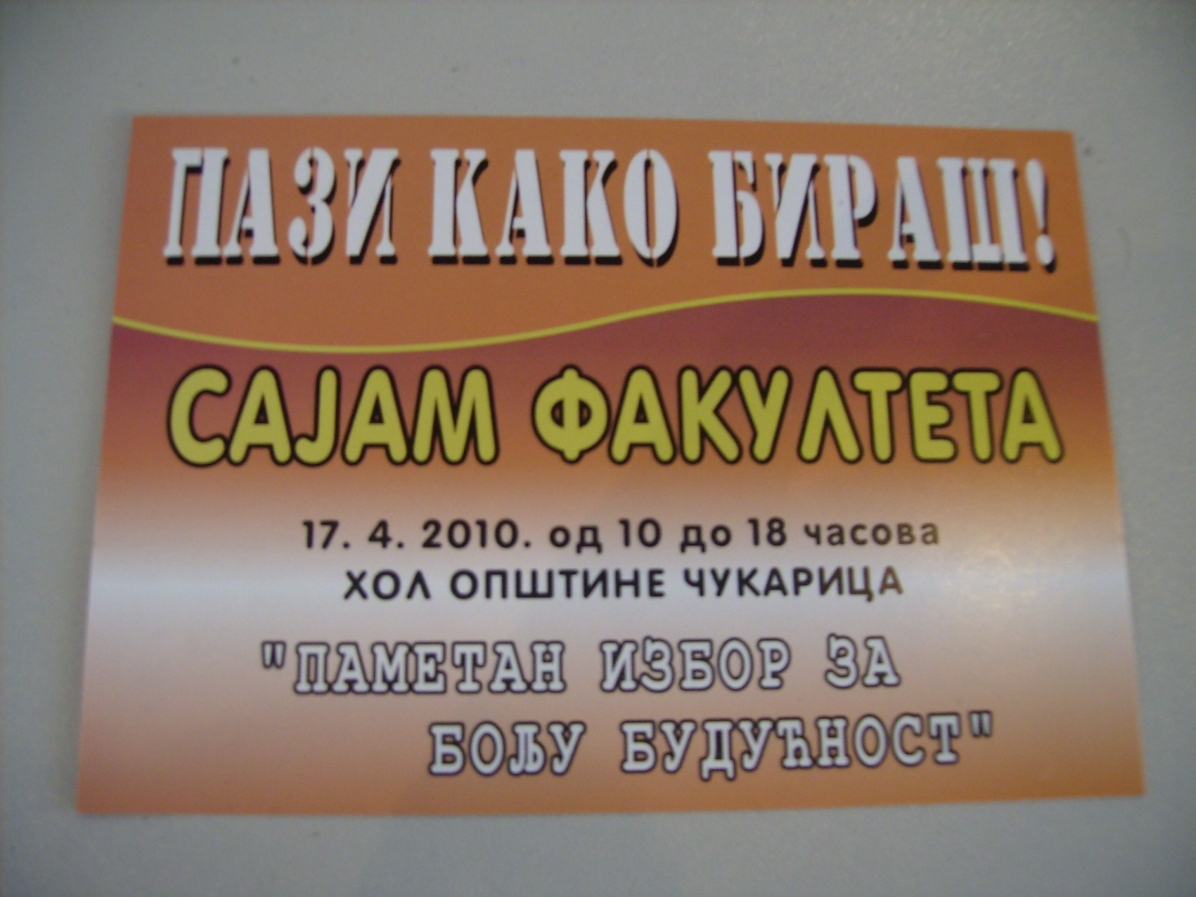 ПАЗИ КАКО БИРАШ!
САЈАМ ФАКУЛТЕТА
17. 4. 2010. од 10 до 18 часова
ХОЛ ОПШТИНЕ ЧУКАРИЦА
"ПАМЕТАН ИЗБОР ЗА
БОЉУ БУДУЋНОСТ"